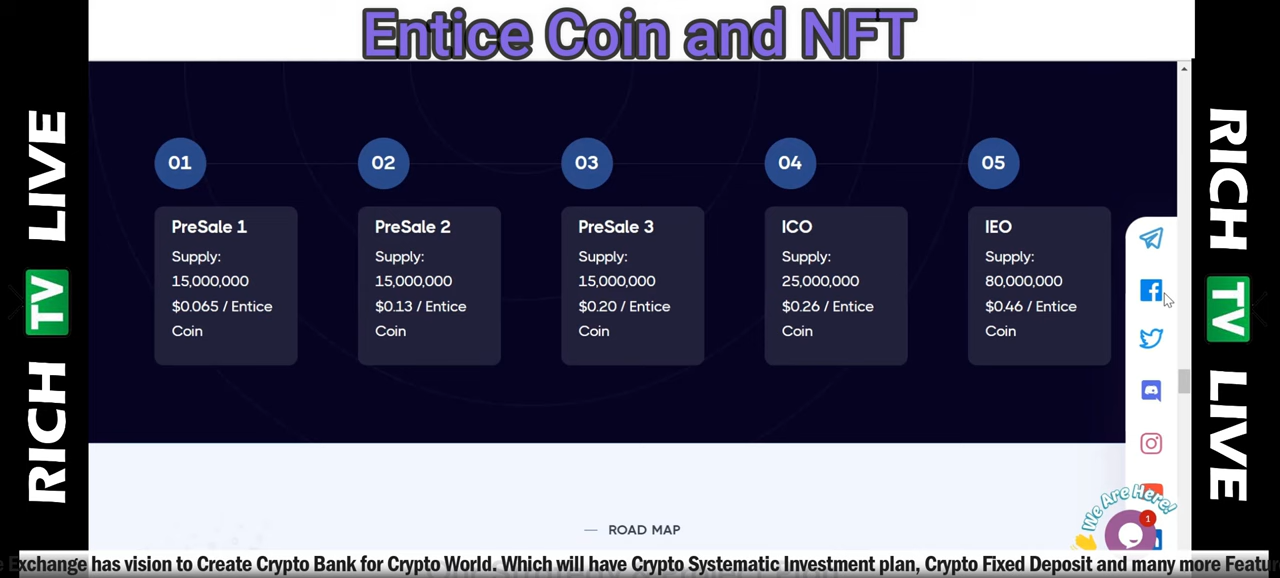 Entice Coin and NFT
RICH TV LIVE
01
02
03
04
05
PreSale 1
Supply:
15,000,000
$0.065 / Entice
Coin
PreSale 2
Supply:
15,000,000
$0.13 / Entice
Coin
PreSale 3
Supply:
15,000,000
$0.20 / Entice
Coin
ICO
Supply:
25,000,000
$0.26 / Entice
Coin
IEO
Supply:
80,000,000
$0.46 / Entice
Coin
RICH TV LIVE
We Are Here!
1
ROAD MAP
Exchange has vision to Create Crypto Bank for Crypto World. Which will have Crypto Systematic Investment plan, Crypto Fixed Deposit and many more